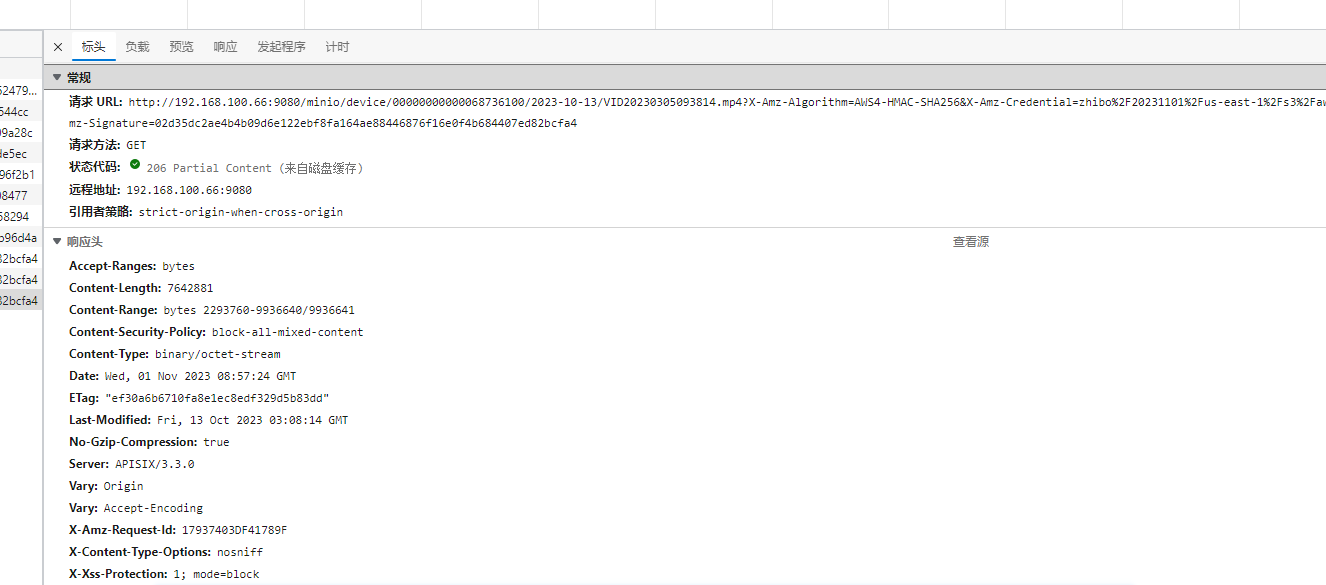 标头 负载 预览 响应 发起程序 计时
常规
请求 URL: http://192.168.100.66:9080/minio/device/00000000000068736100/2023-10-13/VID20230305093814.mp4?X-Amz-Algorithm=AWS4-HMAC-SHA256&X-Amz-Credential=zhibo%2F20231101%2Fus-east-1%2Fs3%2Faw
mz-Signature=02d35dc2ae4b4b09d6e122ebf8fa164ae88446876f16e0f4b684407ed82bcfa4
请求方法: GET
状态代码: 206 Partial Content (来自磁盘缓存)
远程地址: 192.168.100.66:9080
引用者策略: strict-origin-when-cross-origin
响应头 查看源
Accept-Ranges: bytes
Content-Length: 7642881
Content-Range: bytes 2293760-9936640/9936641
Content-Security-Policy: block-all-mixed-content
Content-Type: binary/octet-stream
Date: Wed, 01 Nov 2023 08:57:24 GMT
ETag: "ef30a6b6710fa8e1ec8edf329d5b83dd"
Last-Modified: Fri, 13 Oct 2023 03:08:14 GMT
No-Gzip-Compression: true
Server: APISIX/3.3.0
Vary: Origin
Vary: Accept-Encoding
X-Amz-Request-Id: 17937403DF41789F
X-Content-Type-Options: nosniff
X-Xss-Protection: 1; mode=block
52479...
544cc
09a28c
de5ec
96f2b1
08477
58294
b96d4a
82bcfa4
82bcfa4
82bcfa4